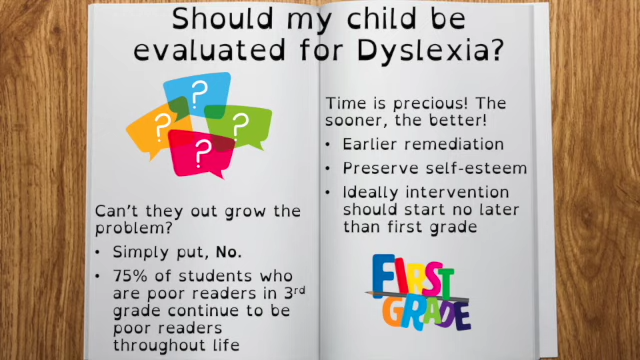 Should my child be
evaluated for Dyslexia?
? ? ? ?
Can't they out grow the
problem?
• Simply put, No.
• 75% of students who
are poor readers in 3rd
grade continue to be
poor readers
throughout life
Time is precious! The
sooner, the better!
• Earlier remediation
• Preserve self-esteem
• Ideally intervention
should start no later
than first grade
FIRST
GRADE